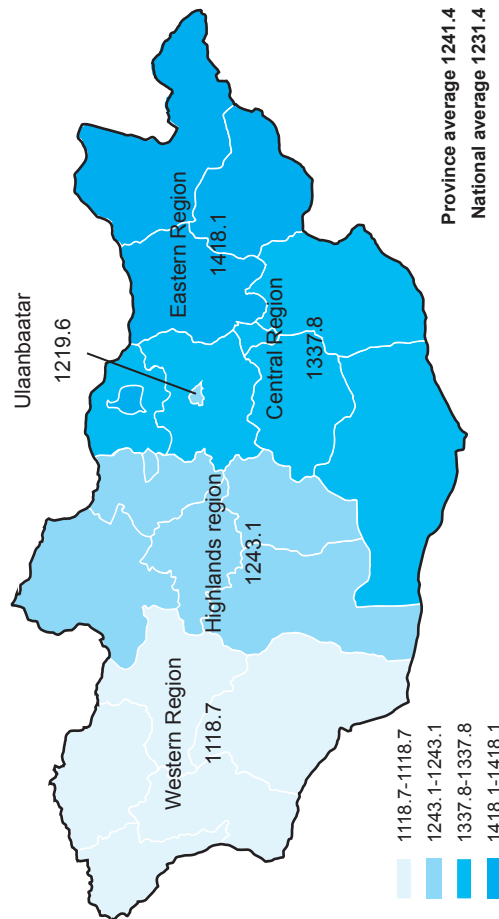 Ulaanbaatar
1219.6
Eastern Region
1418.1
Central Region
1337.8
Highlands region
1243.1
Western Region
1118.7
Province average 1241.4
National average 1231.4
1118.7-1118.7
1243.1-1243.1
1337.8-1337.8
1418.1-1418.1